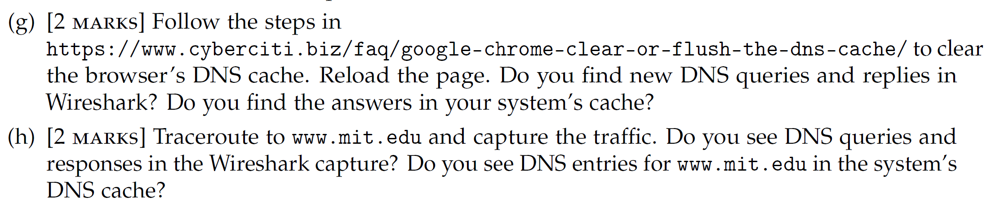 (g) [2 MARKS] Follow the steps in
https://www.cyberciti.biz/faq/google-chrome-clear-or-flush-the-dns-cache/ to clear
the browser’s DNS cache. Reload the page. Do you find new DNS queries and replies in
Wireshark? Do you find the answers in your system’s cache?
(h) [2 MARKS] Traceroute to www.mit.edu and capture the traffic. Do you see DNS queries and
responses in the Wireshark capture? Do you see DNS entries for www.mit.edu in the system’s
DNS cache?